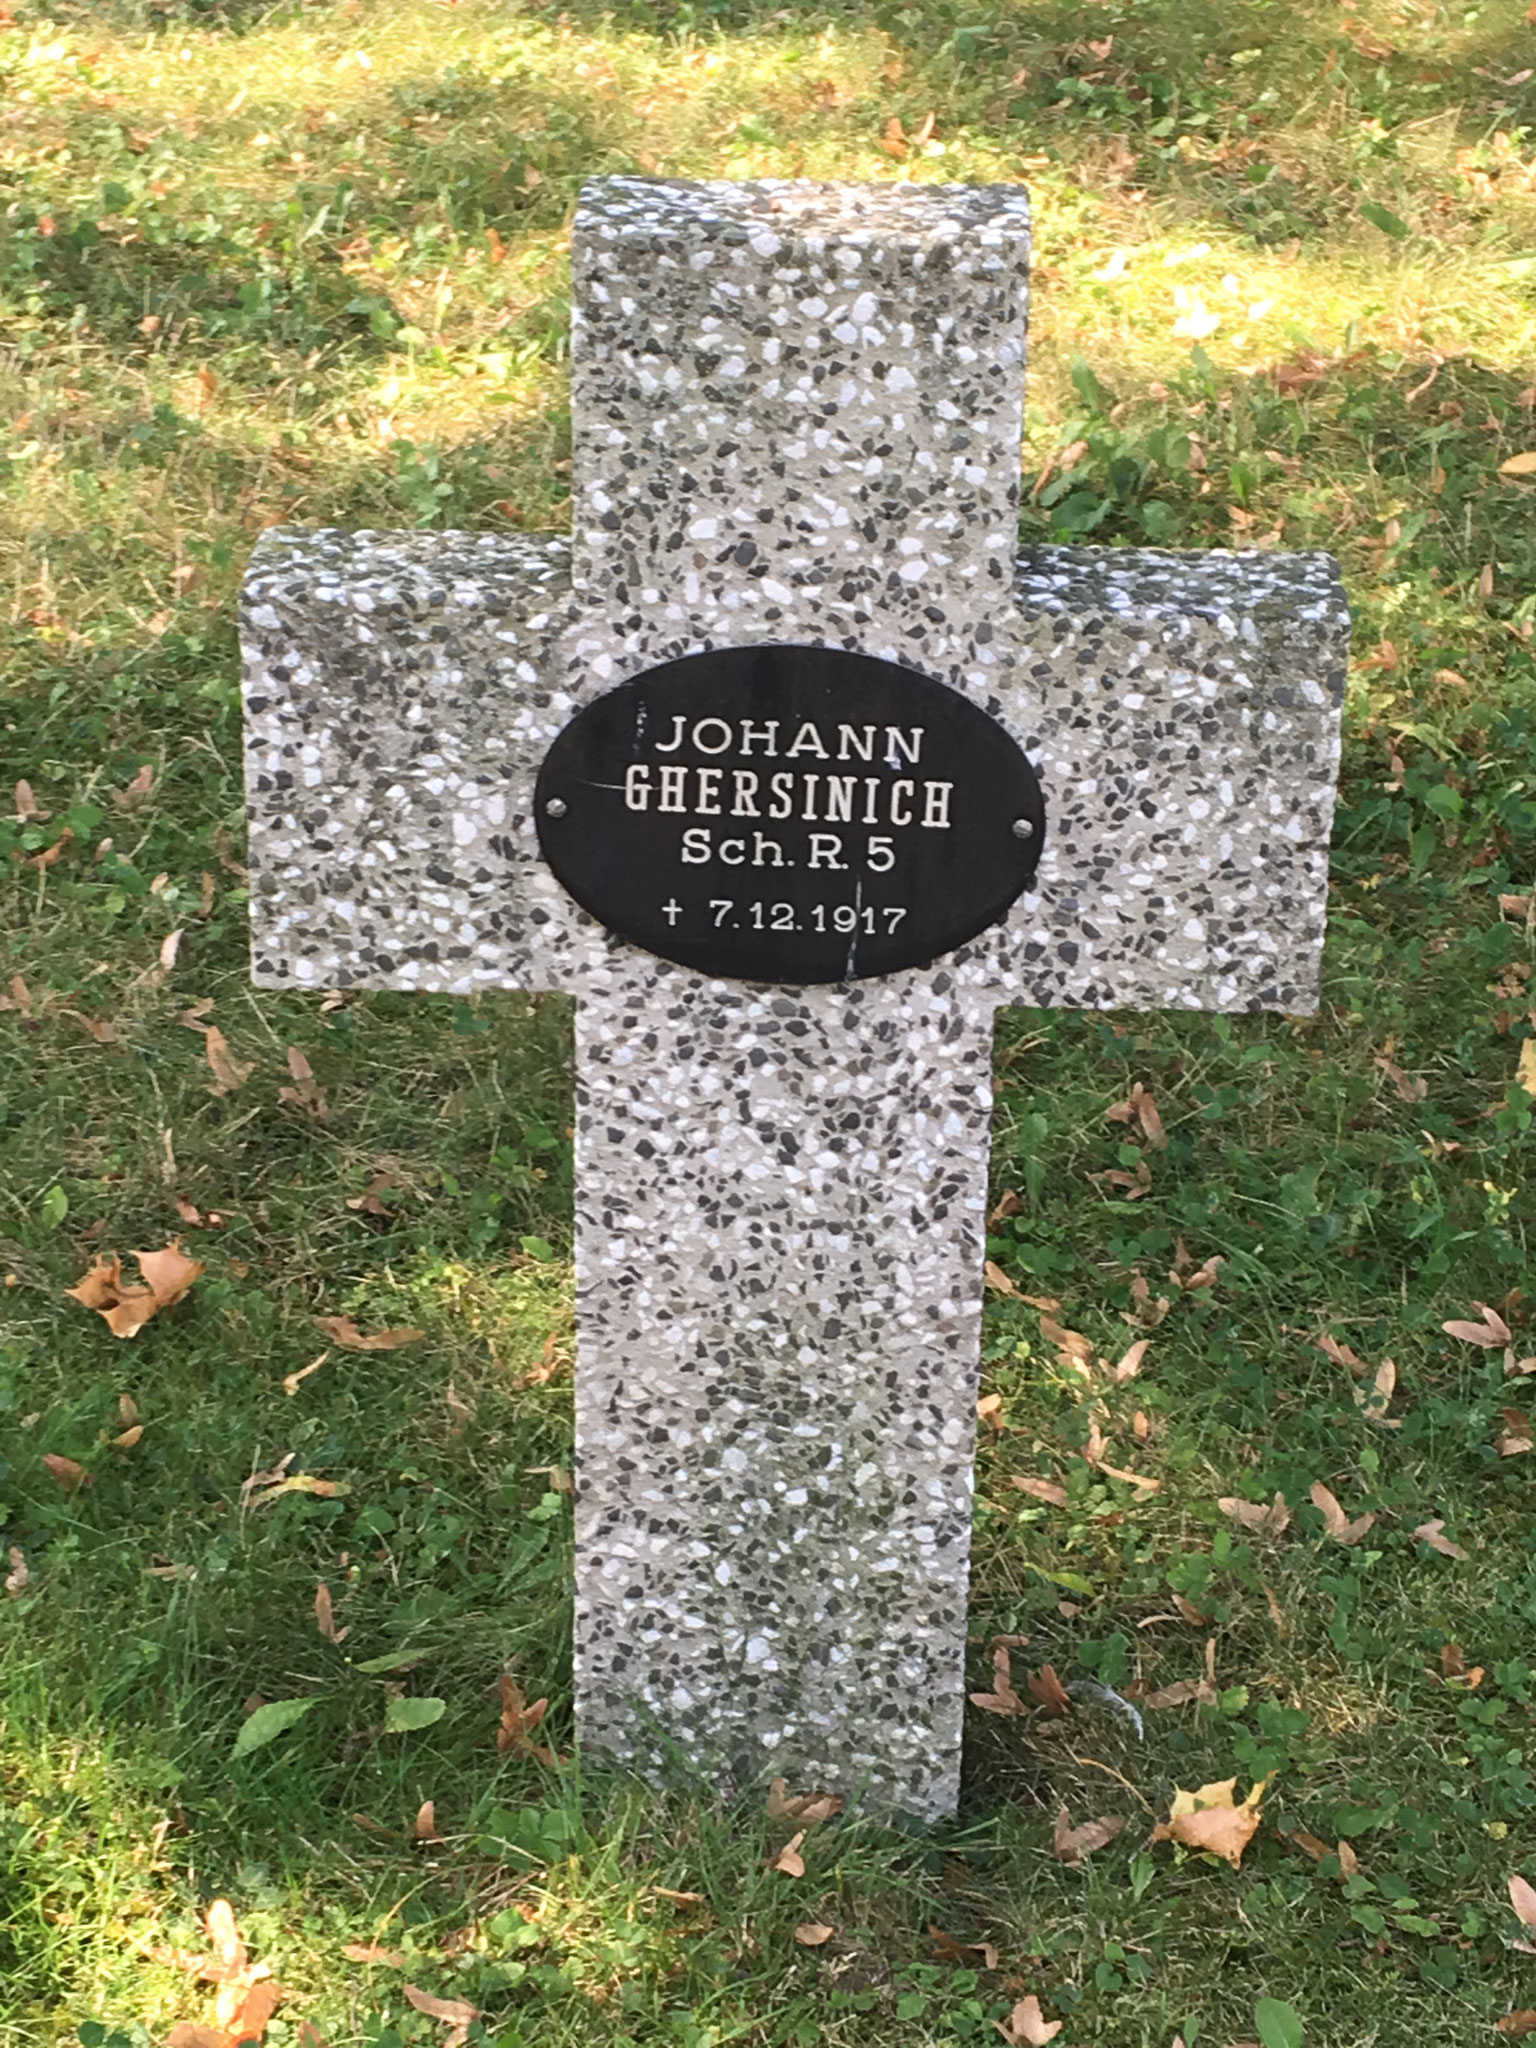 JOHANN
GHERSINICH
Sch. R. 5
† 7.12.1917